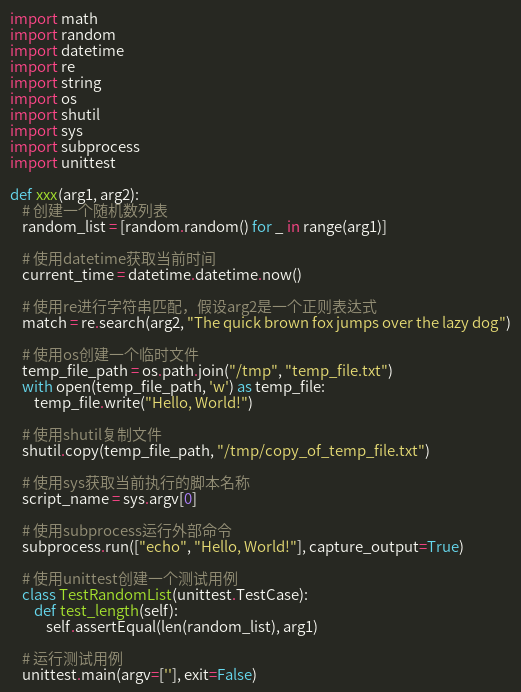 import math
import random
import datetime
import re
import string
import os
import shutil
import sys
import subprocess
import unittest

def xxx(arg1, arg2):
    # 创建一个随机数列表
    random_list = [random.random() for _ in range(arg1)]

    # 使用datetime获取当前时间
    current_time = datetime.datetime.now()

    # 使用re进行字符串匹配，假设arg2是一个正则表达式
    match = re.search(arg2, "The quick brown fox jumps over the lazy dog")

    # 使用os创建一个临时文件
    temp_file_path = os.path.join("/tmp", "temp_file.txt")
    with open(temp_file_path, 'w') as temp_file:
        temp_file.write("Hello, World!")

    # 使用shutil复制文件
    shutil.copy(temp_file_path, "/tmp/copy_of_temp_file.txt")

    # 使用sys获取当前执行的脚本名称
    script_name = sys.argv[0]

    # 使用subprocess运行外部命令
    subprocess.run(["echo", "Hello, World!"], capture_output=True)

    # 使用unittest创建一个测试用例
    class TestRandomList(unittest.TestCase):
        def test_length(self):
            self.assertEqual(len(random_list), arg1)

    # 运行测试用例
    unittest.main(argv=[''], exit=False)